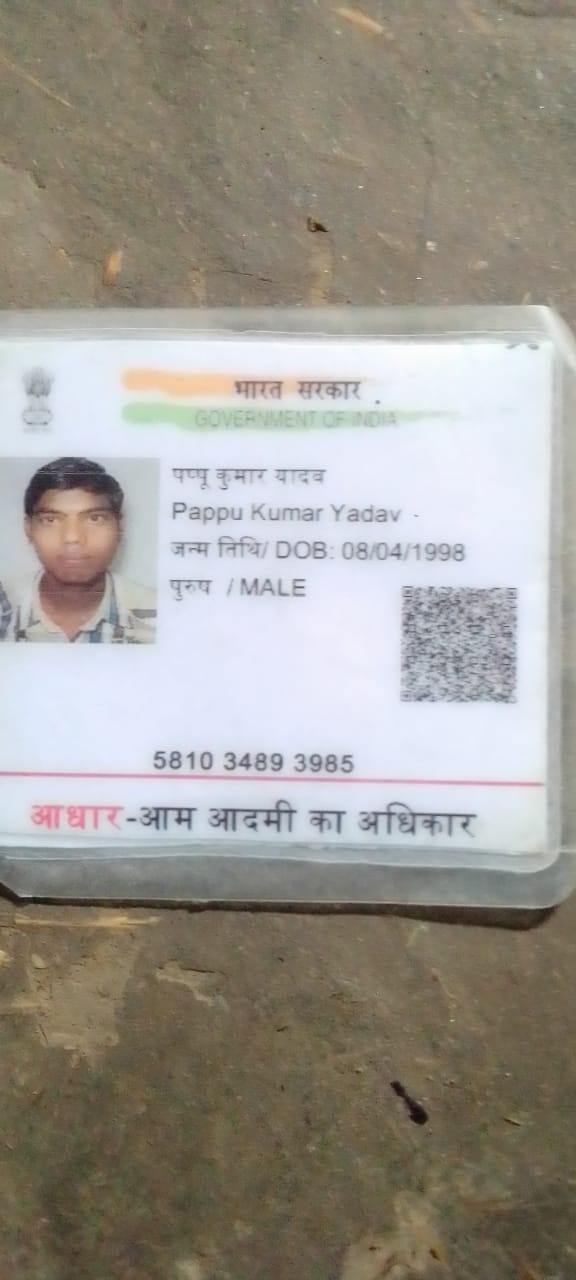 भारत सरकार
GOVERNMENT OF INDIA
पप्पू कुमार यादव
Pappu Kumar Yadav
जन्म तिथि/ DOB: 08/04/1998
पुरुष / MALE
5810 3489 3985
आधार-आम आदमी का अधिकार